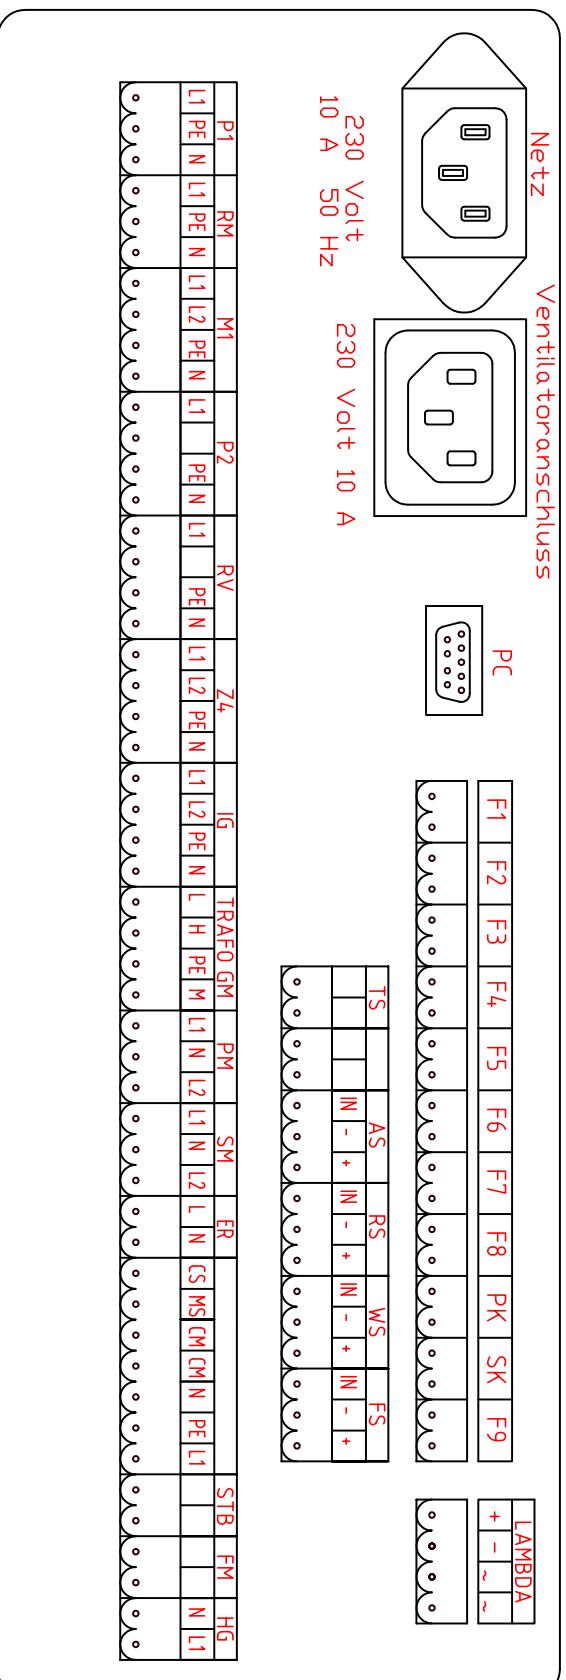 Netz
230 Volt
10 A 50 Hz
Ventilatoranschluss
230 Volt 10 A
PC
F1 F2 F3 F4 F5 F6 F7 F8 PK SK F9
LAMBDA
+ - ~ ~
TS AS RS WS FS
IN - + IN - + IN - + IN - +
P1 RM M1 P2 RV Z4 IG TRAFO GM PM SM ER STB FM HG
L1 PE N L1 PE N L1 L2 PE N L1 PE N L1 PE N L1 L2 PE N L1 L2 PE N L H PE M L1 N L2 L1 N L2 L N CS MS CM CM N PE L1 N L1